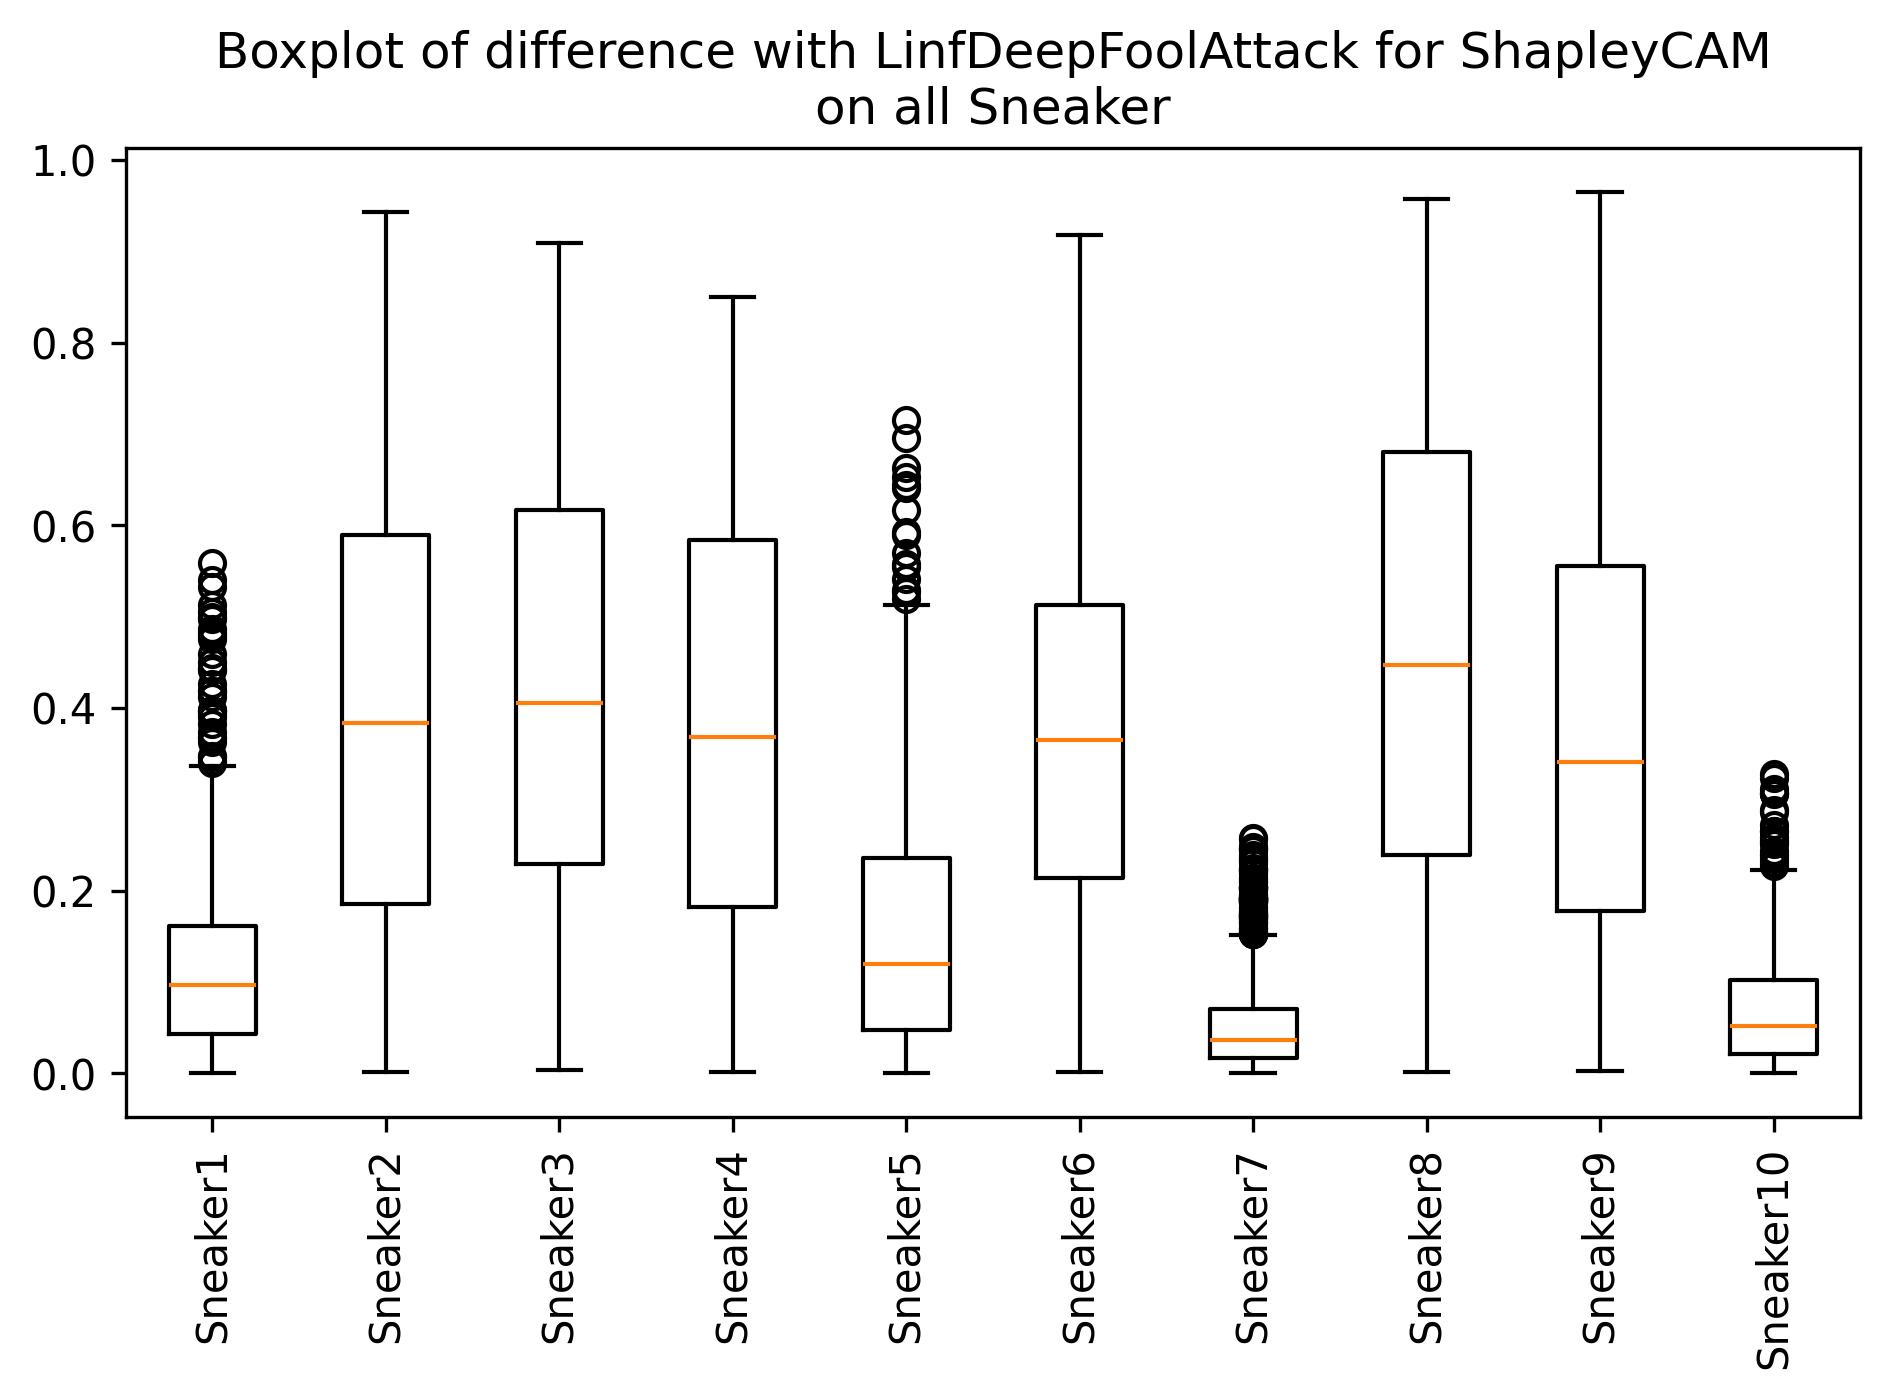 Boxplot of difference with LinfDeepFoolAttack for ShapleyCAM
on all Sneaker
1.0
0.8
0.6
0.4
0.2
0.0
Sneaker1
Sneaker2
Sneaker3
Sneaker4
Sneaker5
Sneaker6
Sneaker7
Sneaker8
Sneaker9
Sneaker10